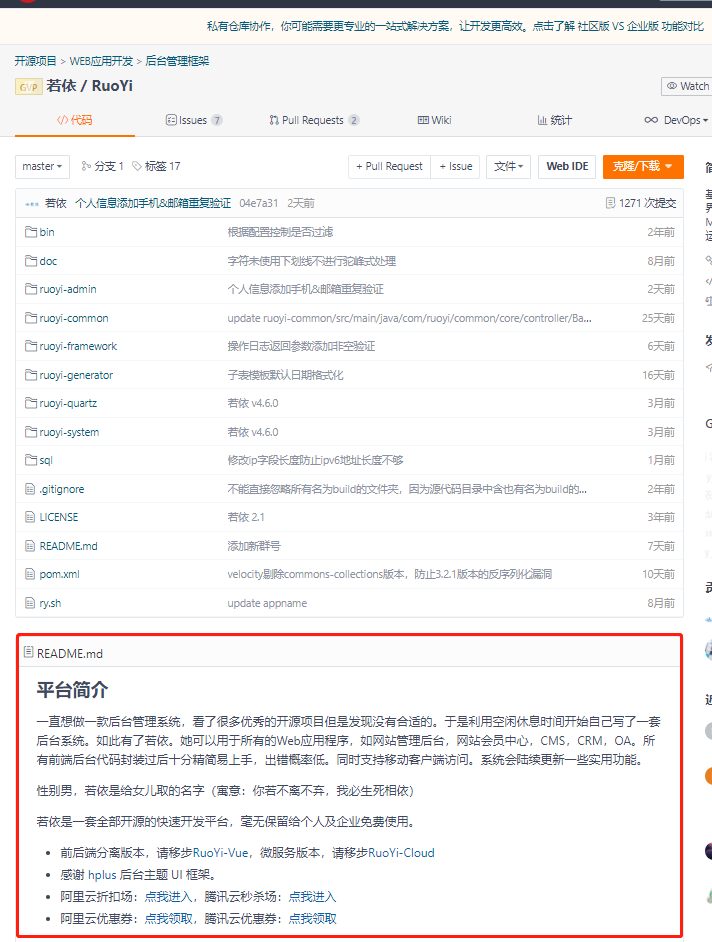 私有仓库协作，你可能需要更专业的一站式解决方案，让开发更高效。点击了解 社区版 VS 企业版 功能对比
开源项目 > WEB应用开发 > 后台管理框架
GVP 若依 / RuoYi
Watch
代码 Issues 7 Pull Requests 2 Wiki 统计 DevOps
master 分支 1 标签 17 + Pull Request + Issue 文件 Web IDE 克隆/下载
若依 个人信息添加手机&邮箱重复验证 04e7a31 2天前 1271 次提交
bin 根据配置控制是否过滤 2年前
doc 字符未使用下划线不进行驼峰式处理 8月前
ruoyi-admin 个人信息添加手机&邮箱重复验证 2天前
ruoyi-common update ruoyi-common/src/main/java/com/ruoyi/common/core/controller/Ba... 25天前
ruoyi-framework 操作日志返回参数添加非空验证 6天前
ruoyi-generator 子表模板默认日期格式化 16天前
ruoyi-quartz 若依 v4.6.0 3月前
ruoyi-system 若依 v4.6.0 3月前
sql 修改ip字段长度防止ipv6地址长度不够 1月前
.gitignore 不能直接忽略所有名为build的文件夹，因为源代码目录中含也有名为build的... 2年前
LICENSE 若依 2.1 3年前
README.md 添加新群号 7天前
pom.xml velocity剔除commons-collections版本，防止3.2.1版本的反序列化漏洞 10天前
ry.sh update appname 8月前
README.md
平台简介
一直想做一款后台管理系统，看了很多优秀的开源项目但是发现没有合适的。于是利用空闲休息时间开始自己写了一套
后台系统。如此有了若依。她可以用于所有的Web应用程序，如网站管理后台，网站会员中心，CMS，CRM，OA。所
有前端后台代码封装过后十分精简易上手，出错概率低。同时支持移动客户端访问。系统会陆续更新一些实用功能。
性别男，若依是给女儿取的名字（寓意：你若不离不弃，我必生死相依）
若依是一套全部开源的快速开发平台，毫无保留给个人及企业免费使用。
• 前后端分离版本，请移步RuoYi-Vue，微服务版本，请移步RuoYi-Cloud
• 感谢 hplus 后台主题 UI 框架。
• 阿里云折扣场：点我进入，腾讯云秒杀场：点我进入
• 阿里云优惠券：点我领取，腾讯云优惠券：点我领取